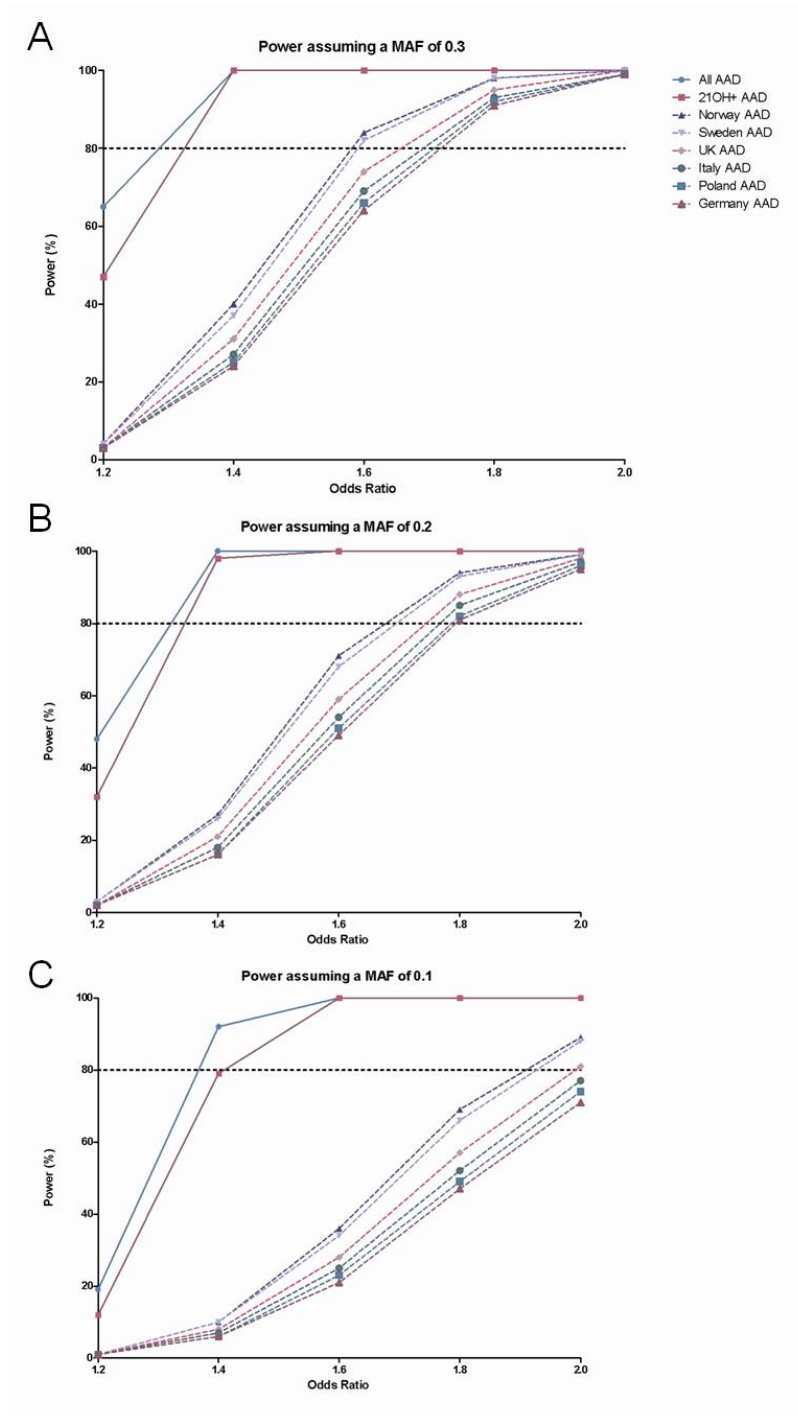 A
Power assuming a MAF of 0.3
100
80
60
40
20
0
Power (%)
1.2 1.4 1.6 1.8 2.0
Odds Ratio
All AAD
21OH+ AAD
Norway AAD
Sweden AAD
UK AAD
Italy AAD
Poland AAD
Germany AAD
B
Power assuming a MAF of 0.2
100
80
60
40
20
0
Power (%)
1.2 1.4 1.6 1.8 2.0
Odds Ratio
C
Power assuming a MAF of 0.1
100
80
60
40
20
0
Power (%)
1.2 1.4 1.6 1.8 2.0
Odds Ratio